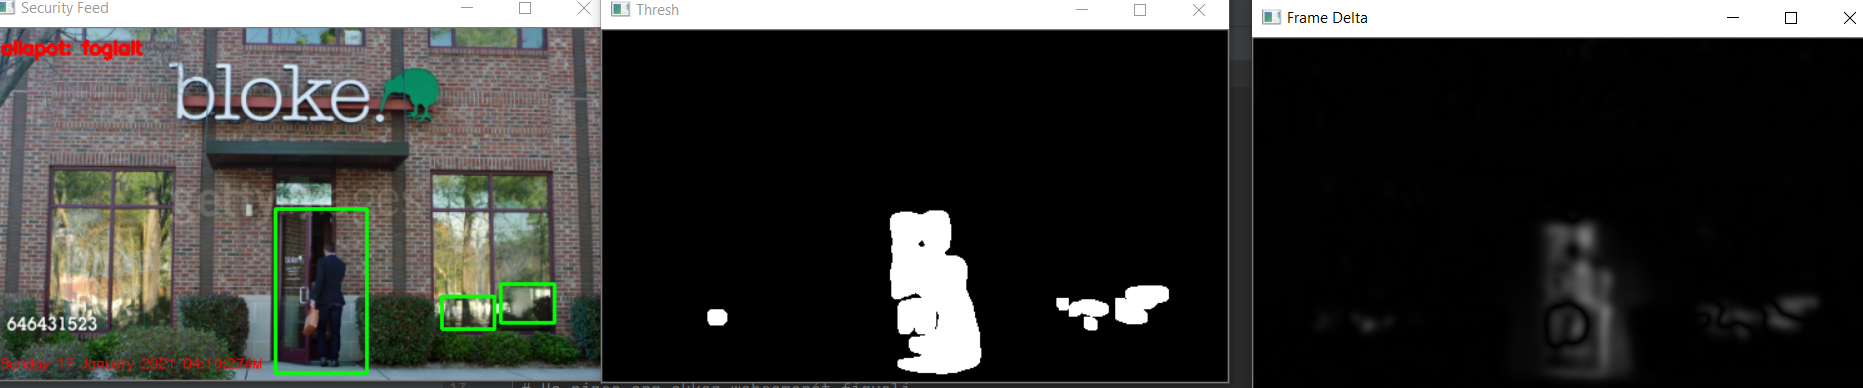 Security Feed
allapot: foglalt
bloke.
646431523
Sunday 17 January 2021 04:10:27AM
Thresh
Frame Delta